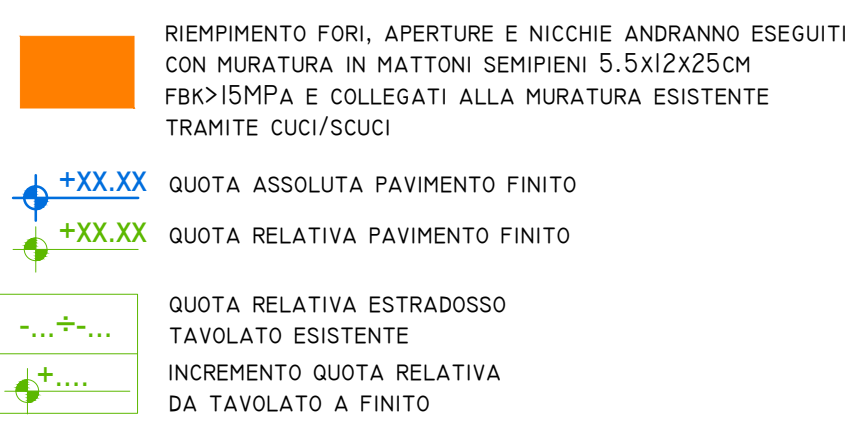 RIEMPIMENTO FORI, APERTURE E NICCHIE ANDRANNO ESEGUITI
CON MURATURA IN MATTONI SEMIPIENI 5.5x12x25CM
FBK>15MPA E COLLEGATI ALLA MURATURA ESISTENTE
TRAMITE CUCI/SCUCI
+XX.XX QUOTA ASSOLUTA PAVIMENTO FINITO
+XX.XX QUOTA RELATIVA PAVIMENTO FINITO
QUOTA RELATIVA ESTRADOSSO
-...÷-...
TAVOLATO ESISTENTE
+.... INCREMENTO QUOTA RELATIVA
DA TAVOLATO A FINITO